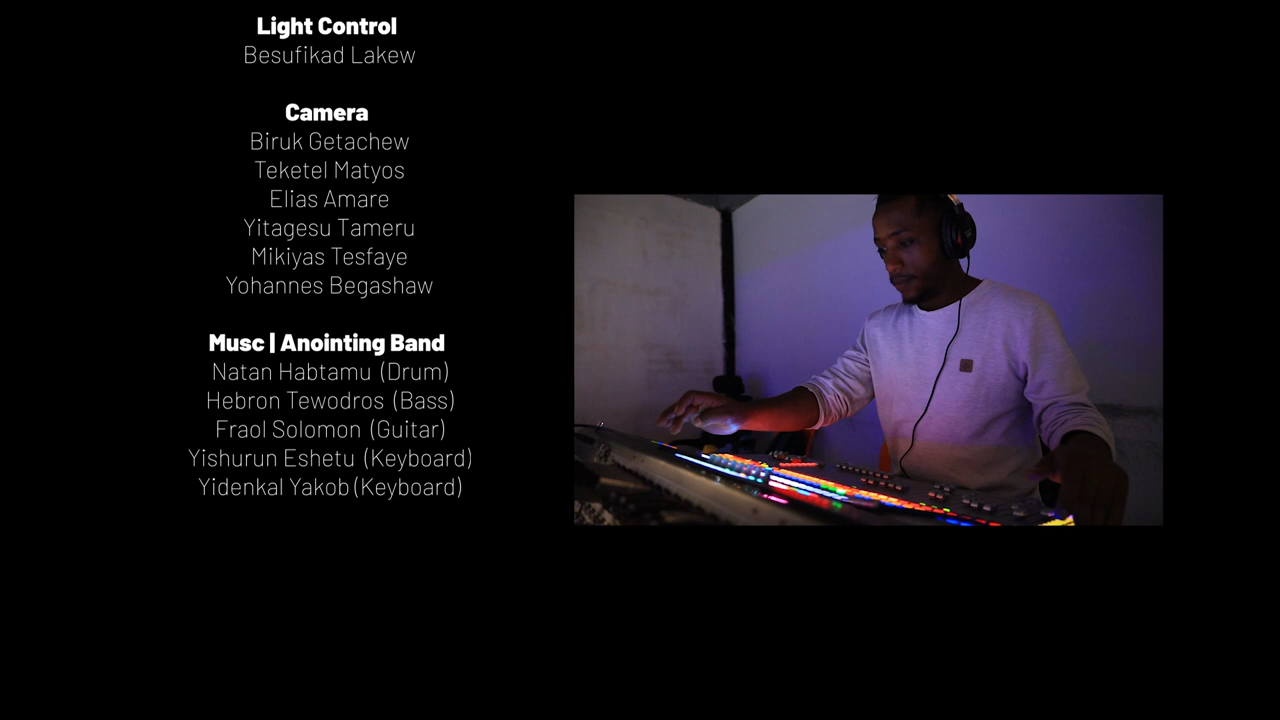 Light Control
Besufikad Lakew
Camera
Biruk Getachew
Teketel Matyos
Elias Amare
Yitagesu Tameru
Mikiyas Tesfaye
Yohannes Begashaw
Musc | Anointing Band
Natan Habtamu (Drum)
Hebron Tewodros (Bass)
Fraol Solomon (Guitar)
Yishurun Eshetu (Keyboard)
Yidenkal Yakob (Keyboard)